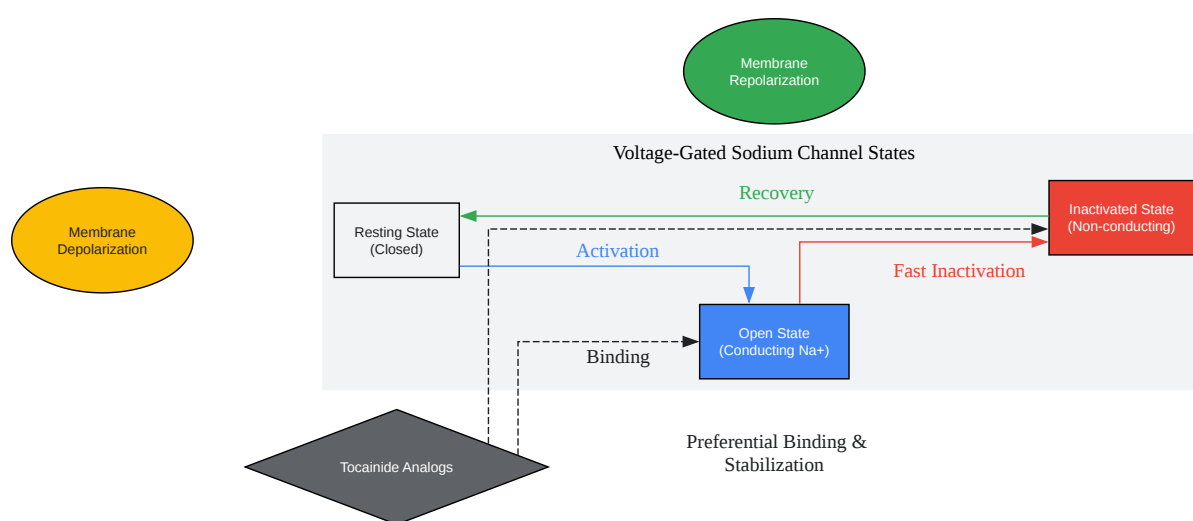 Membrane
Repolarization
Voltage-Gated Sodium Channel States
Recovery
Membrane
Depolarization
Resting State
(Closed)
Inactivated State
(Non-conducting)
Activation
Fast Inactivation
Open State
(Conducting Na+)
Binding
Preferential Binding &
Stabilization
Tocainide Analogs